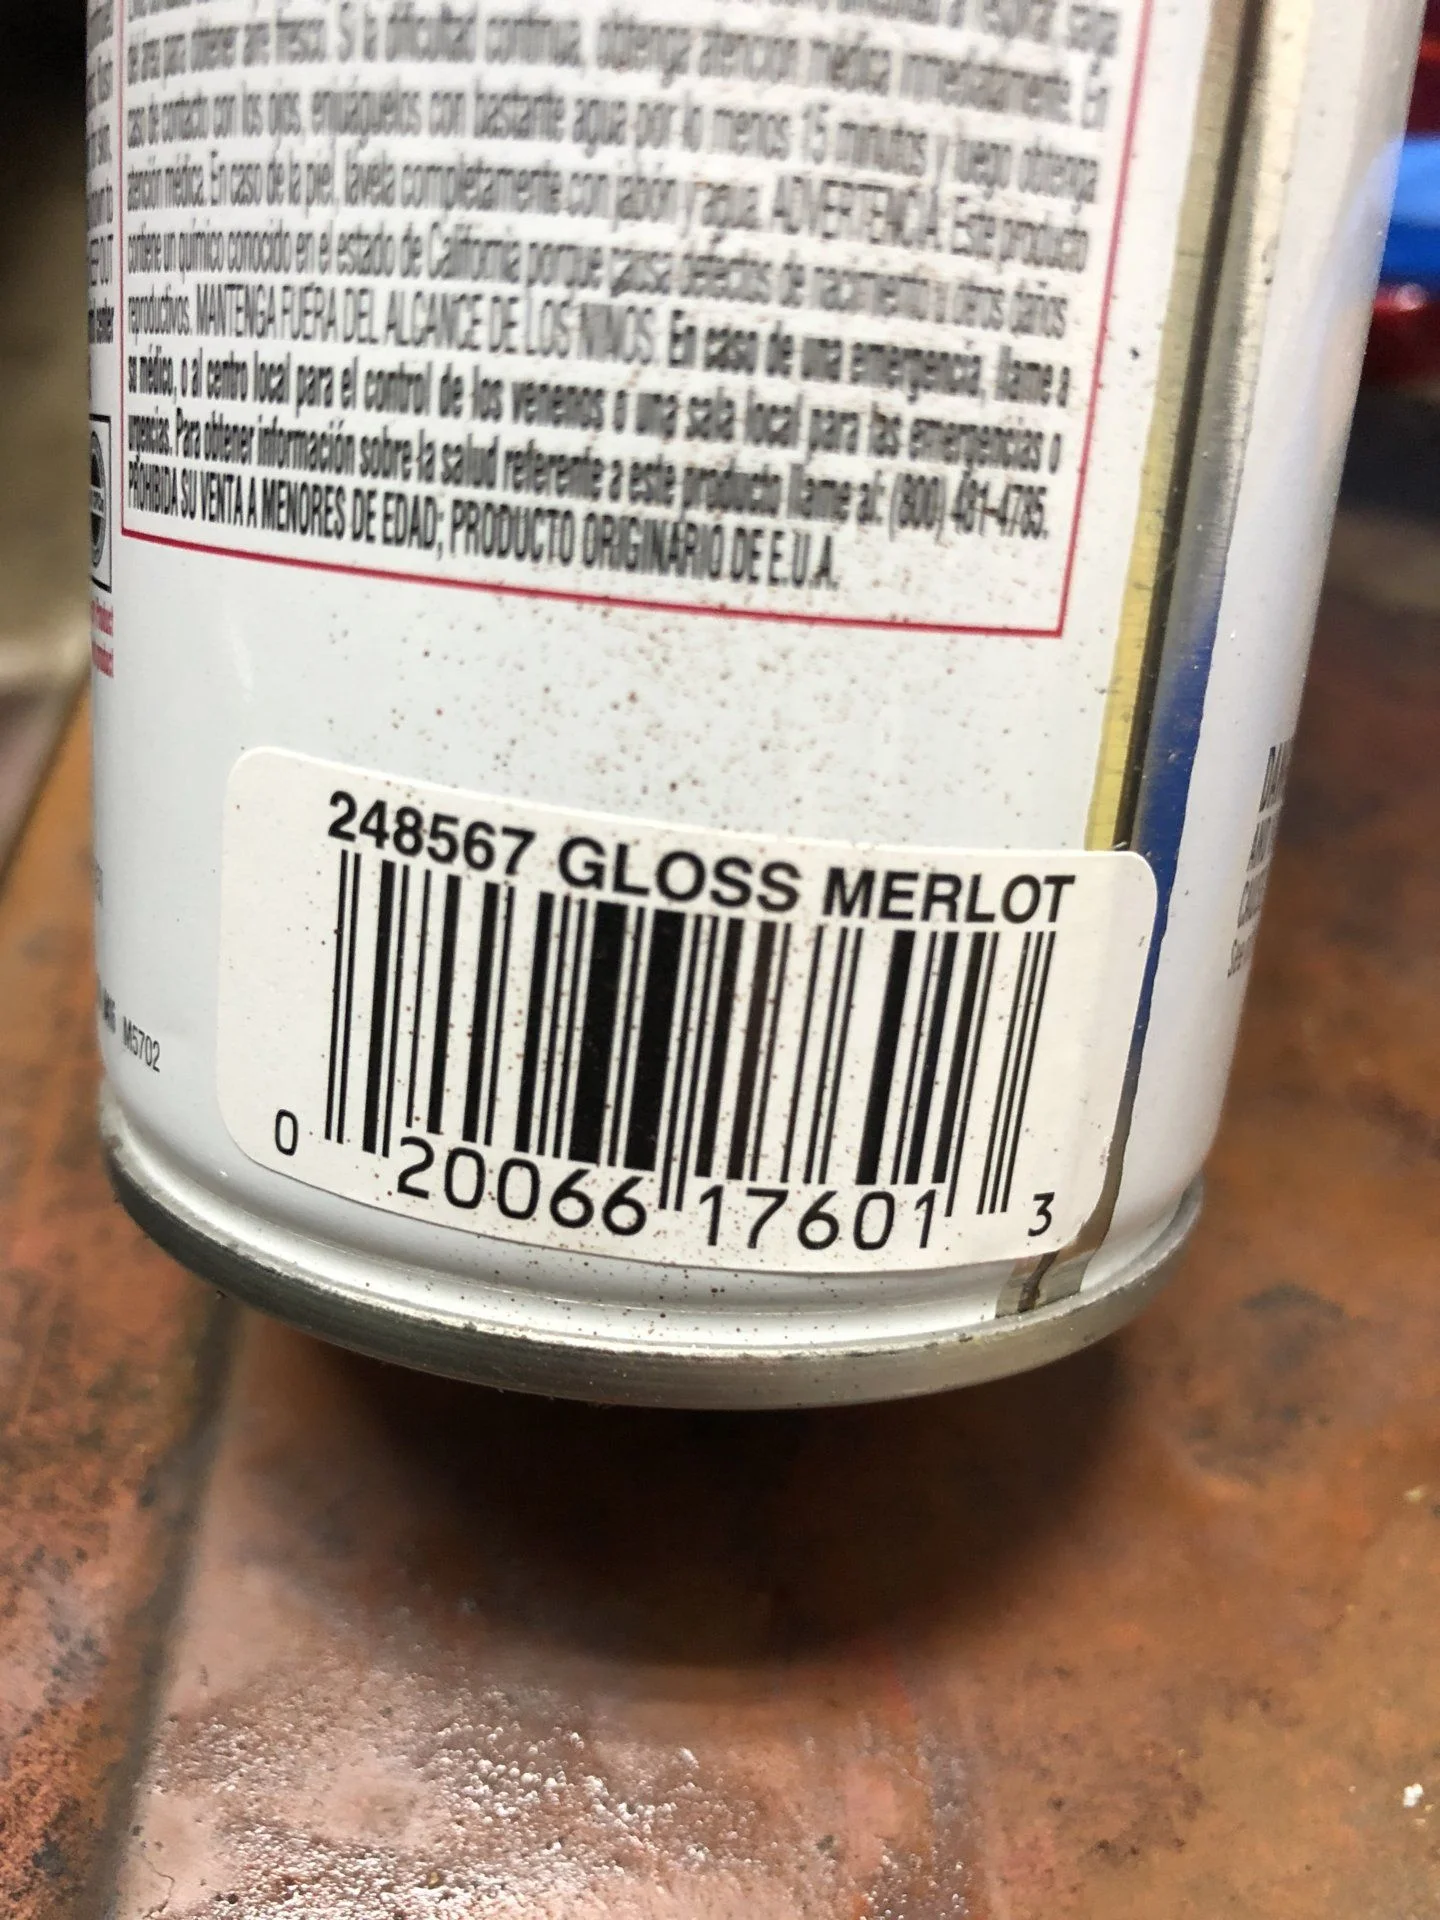 de área para obtener aire fresco. Si la dificultad continua, obtenga atención médica inmediatamente. En
caso de contacto con los ojos, enjuáguelos con bastante agua por lo menos 15 minutos y luego obtenga
atención médica. En caso de la piel, lávela completamente con jabón y agua. ADVERTENCIA: Este producto
contiene un químico conocido en el estado de California porque causa defectos de nacimiento u otros daños
reproductivos. MANTENGA FUERA DEL ALCANCE DE LOS NIÑOS. En caso de una emergencia, llame a
su médico, o al centro local para el control de los venenos o una sala local para las emergencias o
urgencias. Para obtener información sobre la salud referente a este producto llame al: (800) 481-4785.
PROHIBIDA SU VENTA A MENORES DE EDAD; PRODUCTO ORIGINARIO DE E.U.A.
M5702
248567 GLOSS MERLOT
0 20066 17601 3